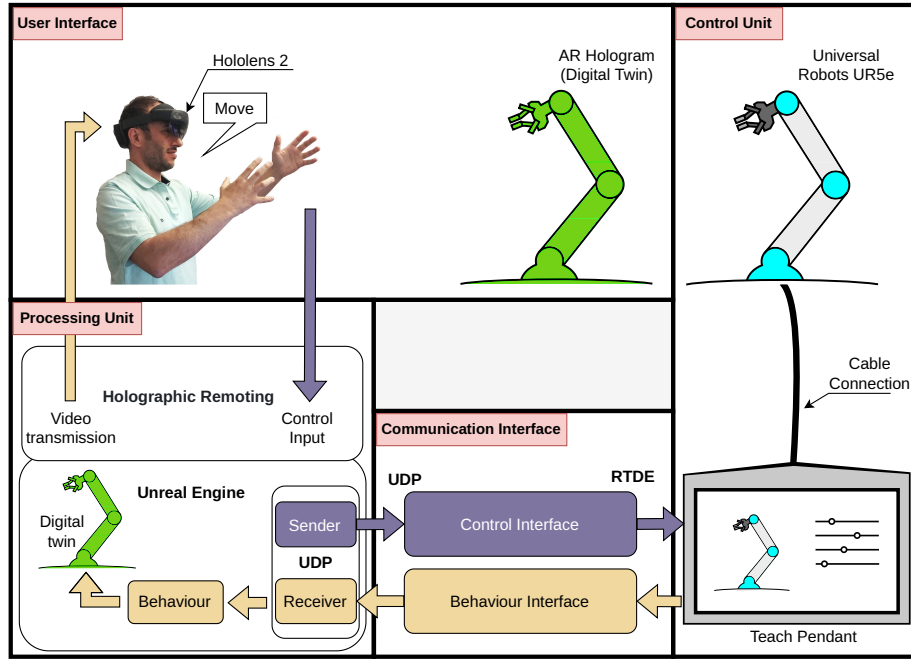 User Interface
Hololens 2
Move
AR Hologram
(Digital Twin)
Control Unit
Universal
Robots UR5e
Processing Unit
Holographic Remoting
Video
transmission
Control
Input
Cable
Connection
Communication Interface
Unreal Engine
Digital
twin
Sender
UDP
Receiver
Behaviour
UDP
RTDE
Control Interface
Behaviour Interface
Teach Pendant